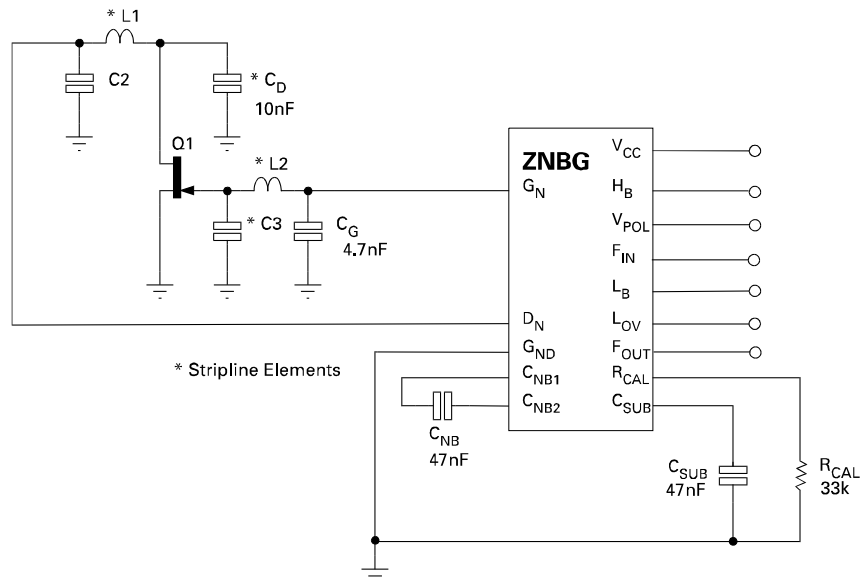 * L1
C2
* CD
10nF
Q1
* L2
* C3
CG
4.7nF
ZNBG
GN
DN
GND
CNB1
CNB2
VCC
HB
VPOL
FIN
LB
LOV
FOUT
RCAL
CSUB
* Stripline Elements
CNB
47nF
CSUB
47nF
RCAL
33k